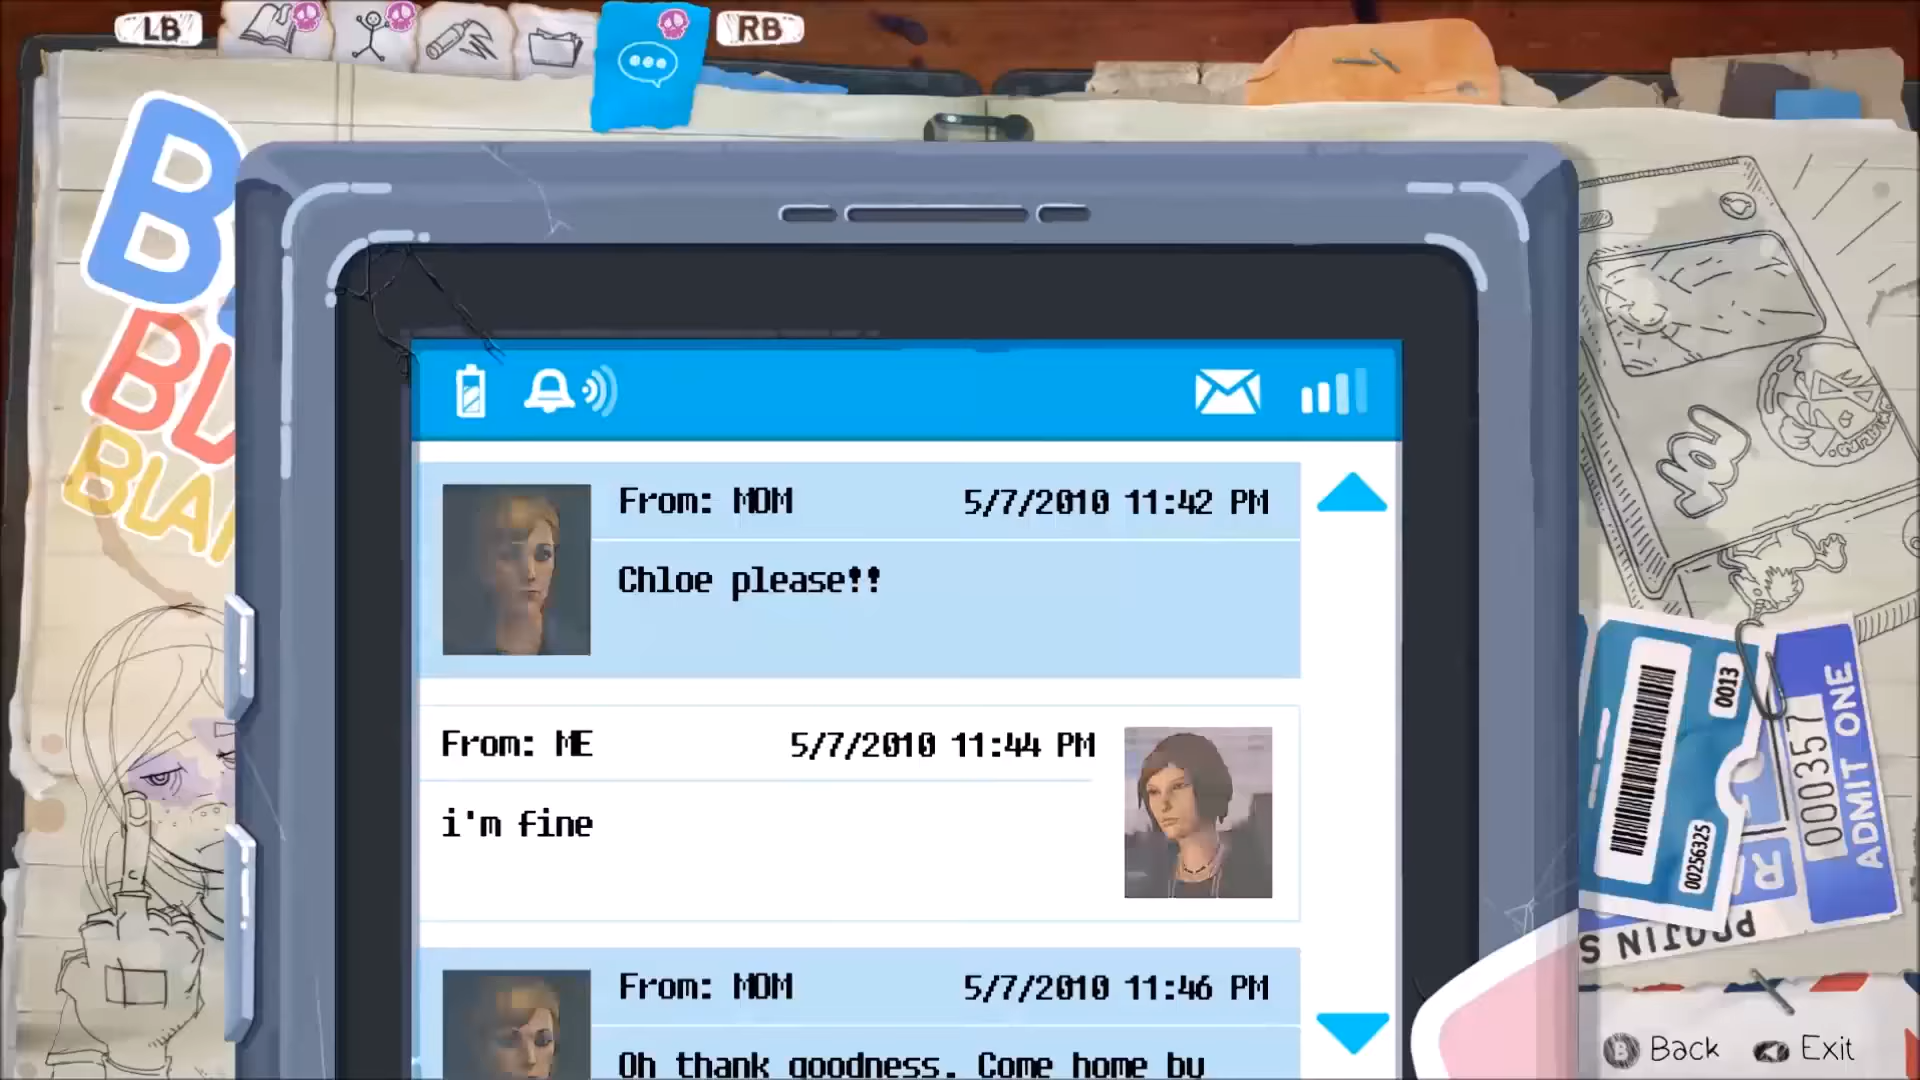 LB
RB
From: MOM 5/7/2010 11:42 PM
Chloe please!!
From: ME 5/7/2010 11:44 PM
i'm fine
From: MOM 5/7/2010 11:46 PM
Oh thank goodness. Come home by
0013
00256325
000357
ADMIT ONE
B Back
Exit